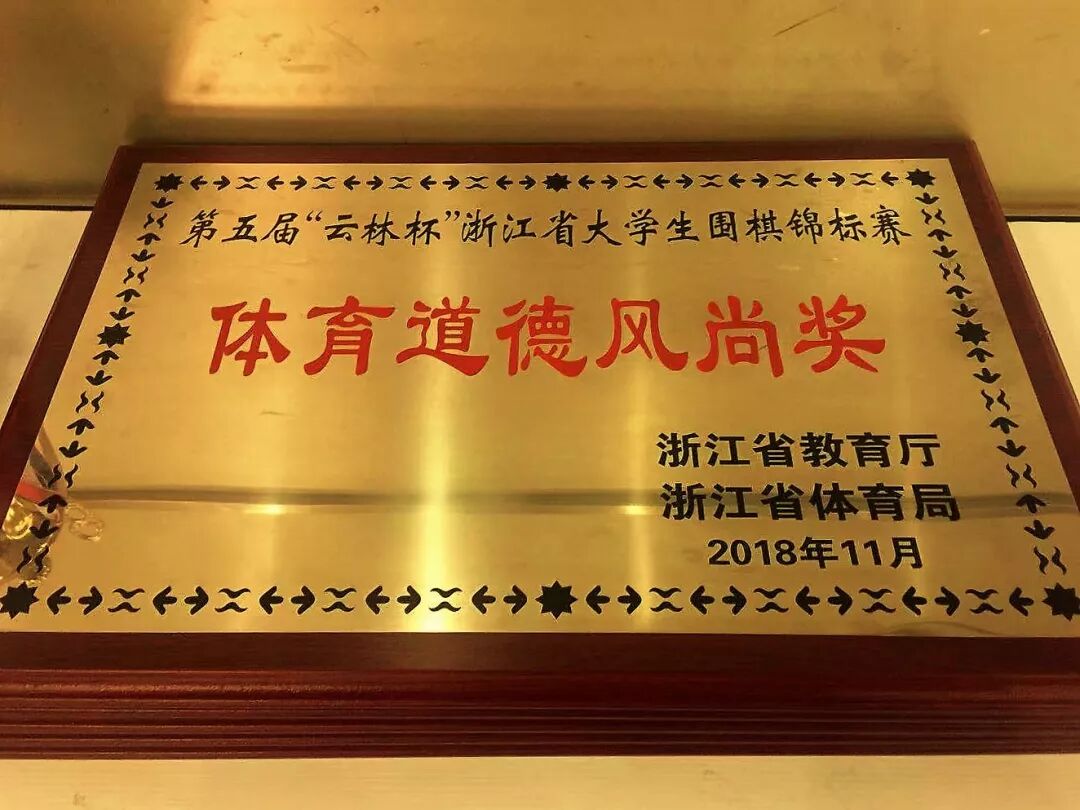 第五届“云林杯”浙江省大学生围棋锦标赛
体育道德风尚奖
浙江省教育厅
浙江省体育局
2018年11月